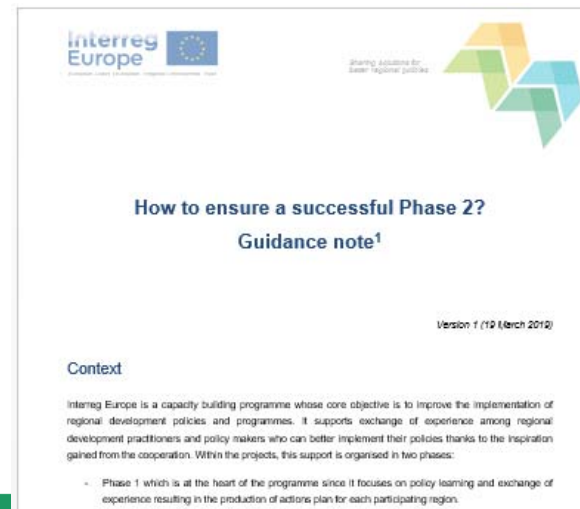 Interreg
Europe
Sharing solutions for
better regional policies
How to ensure a successful Phase 2?
Guidance note¹
Version 1 (19 March 2019)
Context
Interreg Europe is a capacity building programme whose core objective is to improve the implementation of
regional development policies and programmes. It supports exchange of experience among regional
development practitioners and policy makers who can better implement their policies thanks to the inspiration
gained from the cooperation. Within the projects, this support is organised in two phases:
- Phase 1 which is at the heart of the programme since it focuses on policy learning and exchange of
experience resulting in the production of actions plan for each participating region.